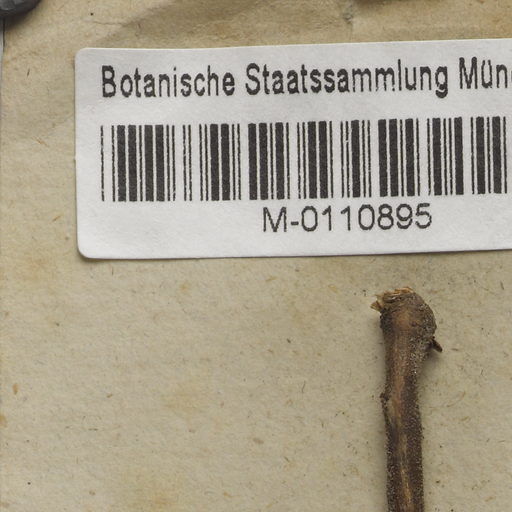 Botanische Staatssammlung Mün
M-0110895